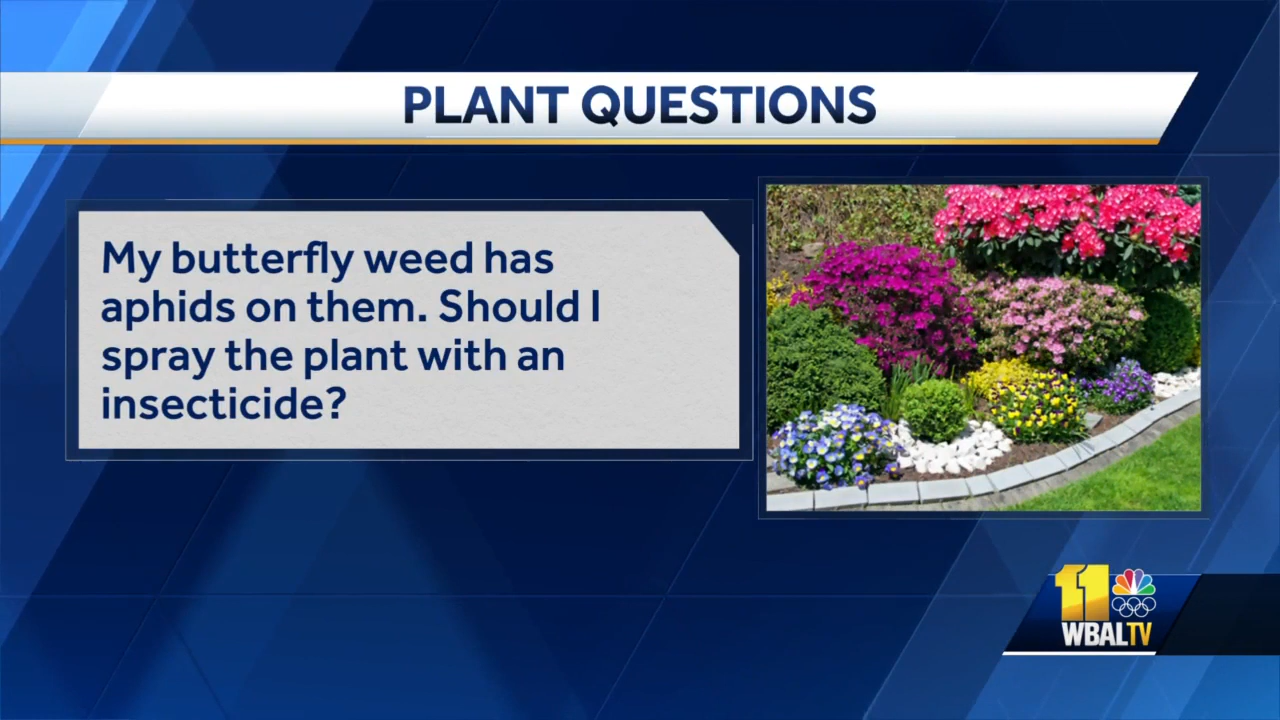 PLANT QUESTIONS
My butterfly weed has
aphids on them. Should I
spray the plant with an
insecticide?
11
WBALTV